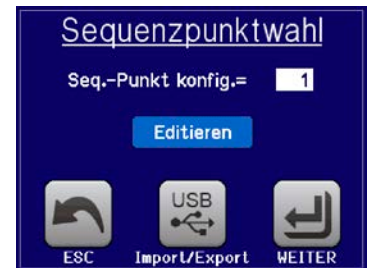 Sequenzpunktwahl
Seq.-Punkt konfig.= 1
Editieren
USB
ESC Import/Export WEITER